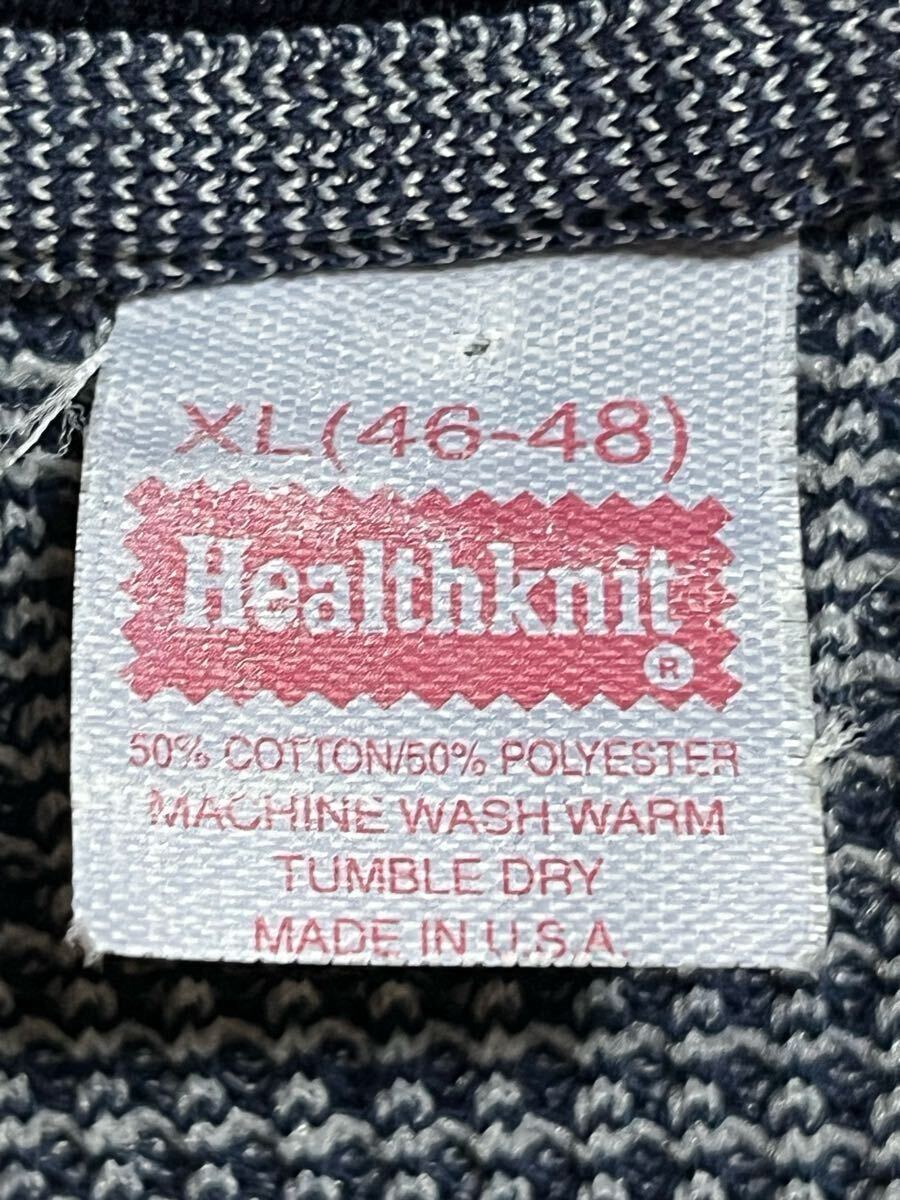 XL(46-48)
Healthknit
®
50% COTTON/50% POLYESTER
MACHINE WASH WARM
TUMBLE DRY
MADE IN U.S.A.